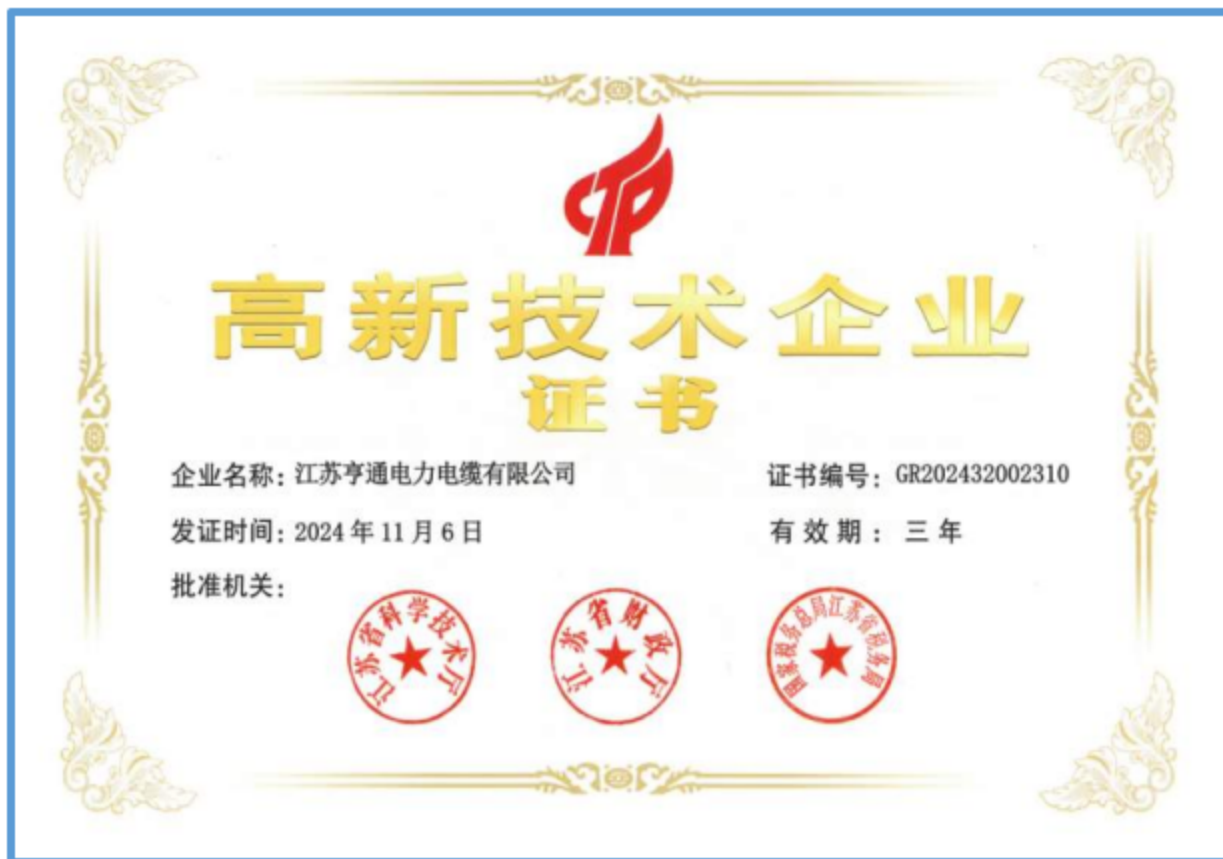 高新技术企业
证书
企业名称：江苏亨通电力电缆有限公司
证书编号：GR202432002310
发证时间：2024年11月6日
有效期：三年
批准机关：
江苏省科学技术厅
江苏省财政厅
国家税务总局江苏省税务局